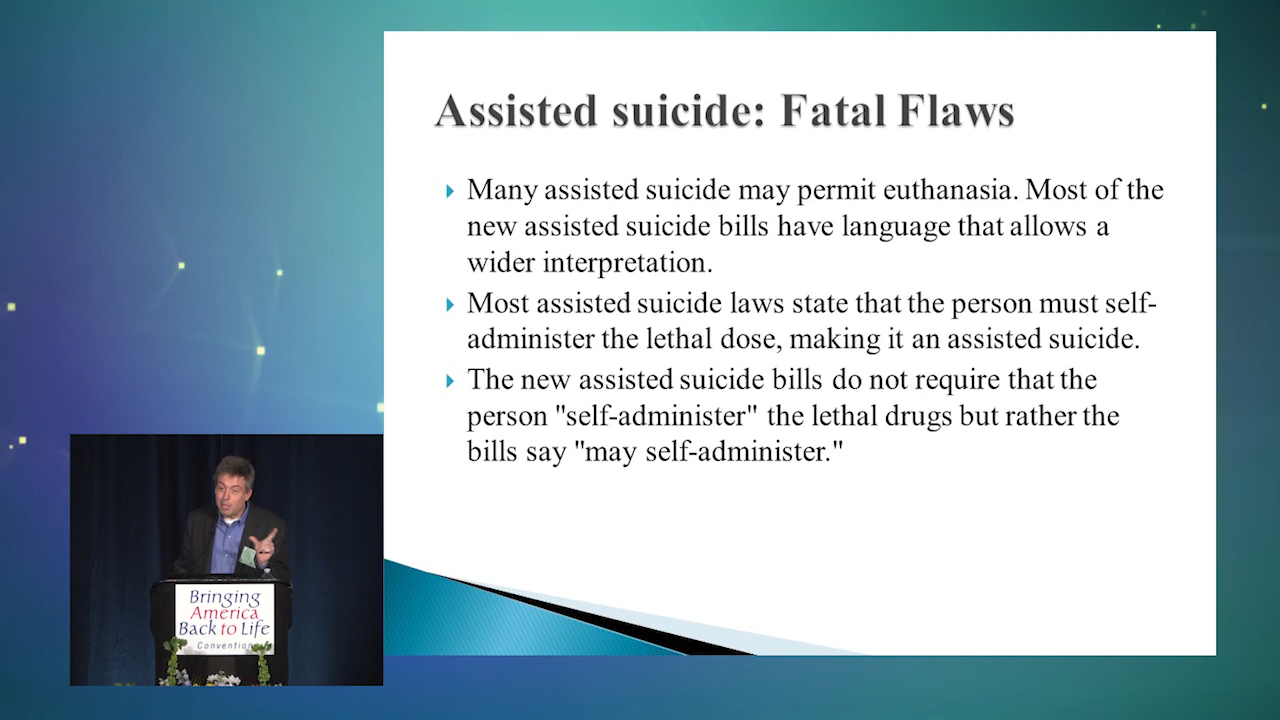 Assisted suicide: Fatal Flaws
Many assisted suicide may permit euthanasia. Most of the
new assisted suicide bills have language that allows a
wider interpretation.
Most assisted suicide laws state that the person must self-
administer the lethal dose, making it an assisted suicide.
The new assisted suicide bills do not require that the
person "self-administer" the lethal drugs but rather the
bills say "may self-administer."
Bringing
America
Back to Life
Convention